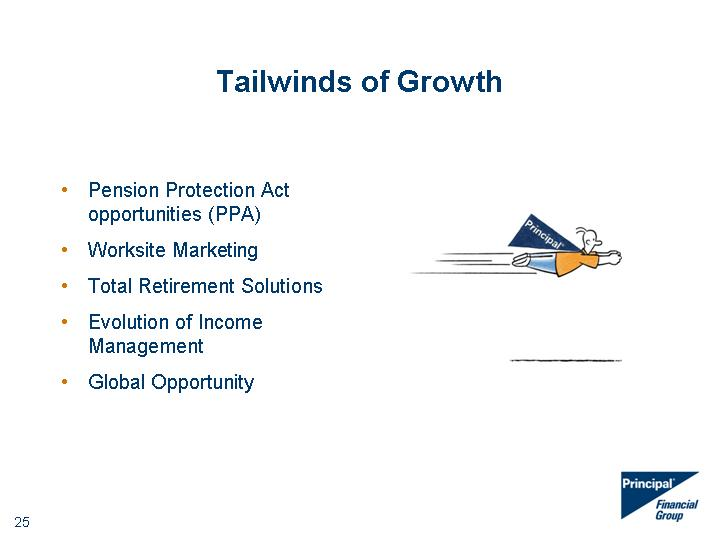 Tailwinds of Growth
• Pension Protection Act
opportunities (PPA)
• Worksite Marketing
• Total Retirement Solutions
• Evolution of Income
Management
• Global Opportunity
Principal®
Principal®
Financial
Group
25